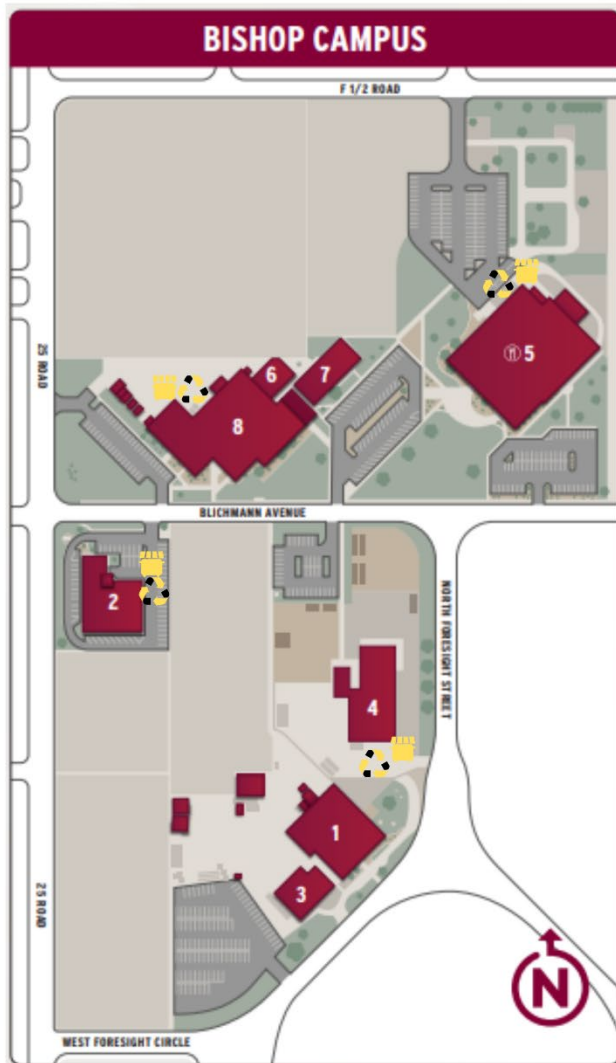 BISHOP CAMPUS
F 1/2 ROAD
25 ROAD
5
6
7
8
BLICHMANN AVENUE
2
NORTH FORESIGHT STREET
4
1
3
25 ROAD
N
WEST FORESIGHT CIRCLE